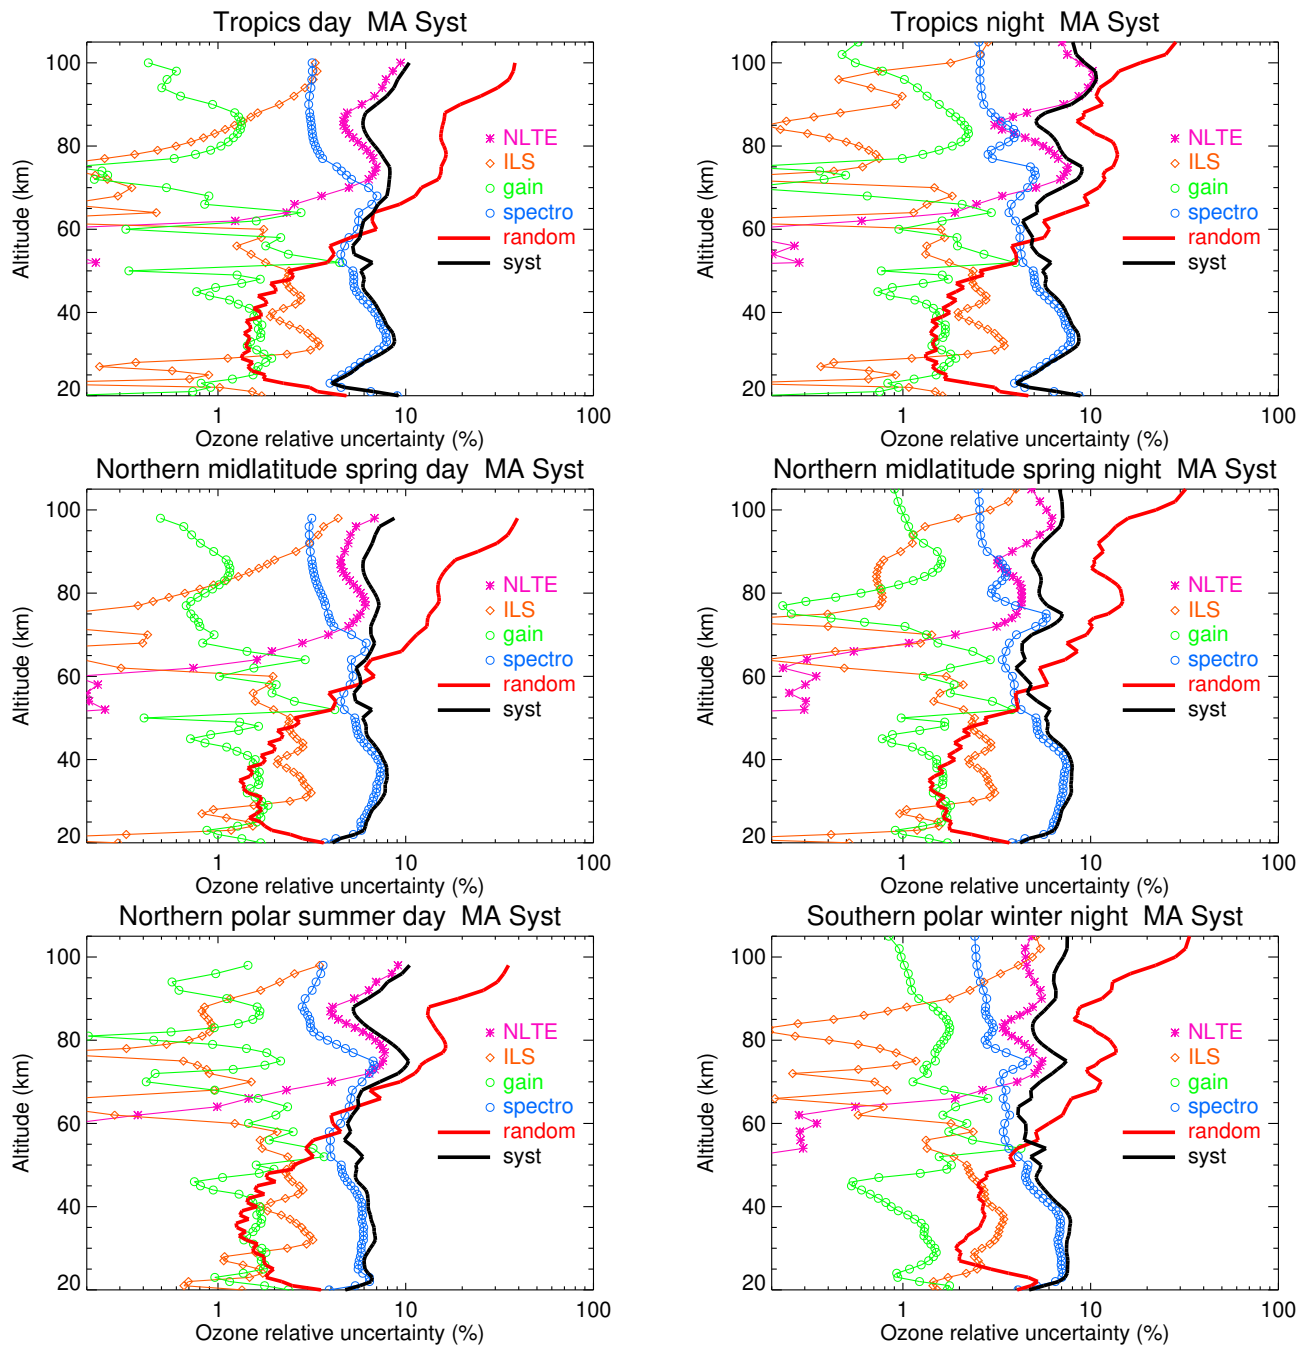 Tropics day MA Syst
100
80
60
40
20
Altitude (km)
NLTE
ILS
gain
spectro
random
syst
1
10
100
Ozone relative uncertainty (%)
Tropics night MA Syst
100
80
60
40
20
Altitude (km)
NLTE
ILS
gain
spectro
random
syst
1
10
100
Ozone relative uncertainty (%)
Northern midlatitude spring day MA Syst
100
80
60
40
20
Altitude (km)
NLTE
ILS
gain
spectro
random
syst
1
10
100
Ozone relative uncertainty (%)
Northern midlatitude spring night MA Syst
100
80
60
40
20
Altitude (km)
NLTE
ILS
gain
spectro
random
syst
1
10
100
Ozone relative uncertainty (%)
Northern polar summer day MA Syst
100
80
60
40
20
Altitude (km)
NLTE
ILS
gain
spectro
random
syst
1
10
100
Ozone relative uncertainty (%)
Southern polar winter night MA Syst
100
80
60
40
20
Altitude (km)
NLTE
ILS
gain
spectro
random
syst
1
10
100
Ozone relative uncertainty (%)